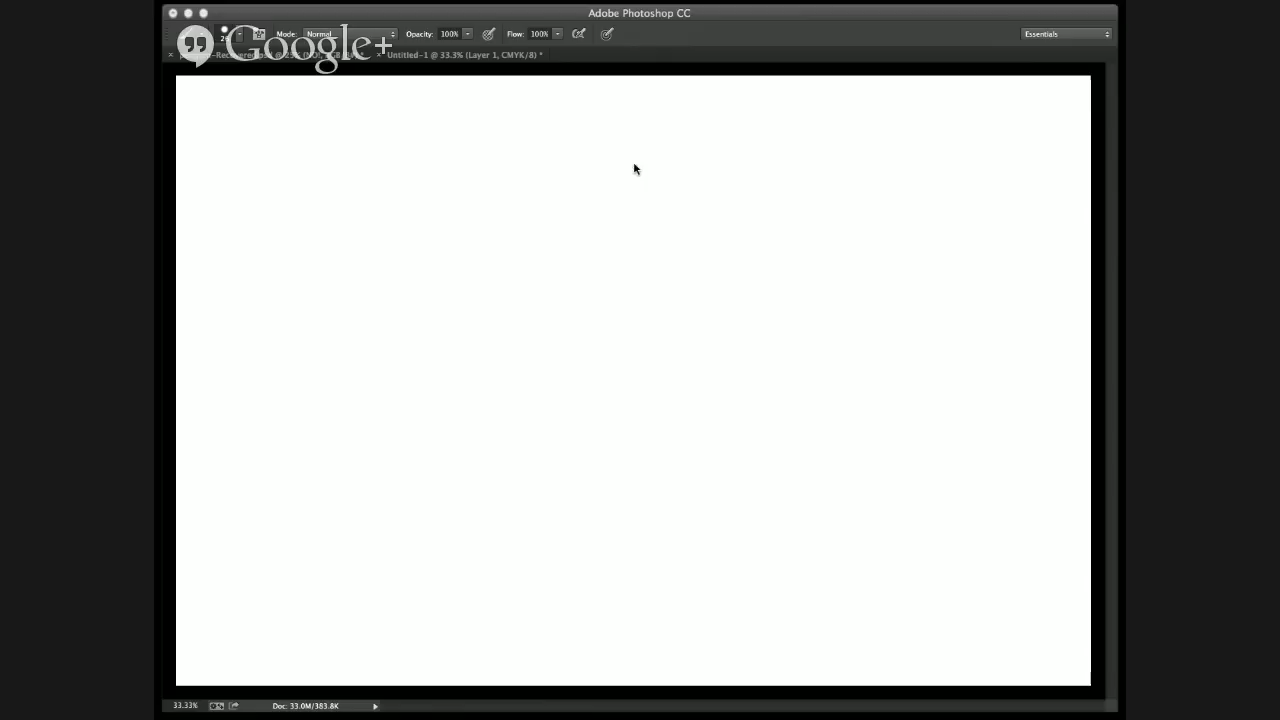 Adobe Photoshop CC
Google+
Mode: Normal Opacity: 100% Flow: 100% Essentials
Untitled-1 @ 33.3% (Layer 1, CMYK/8) *
33.33% Doc: 33.0M/383.8K